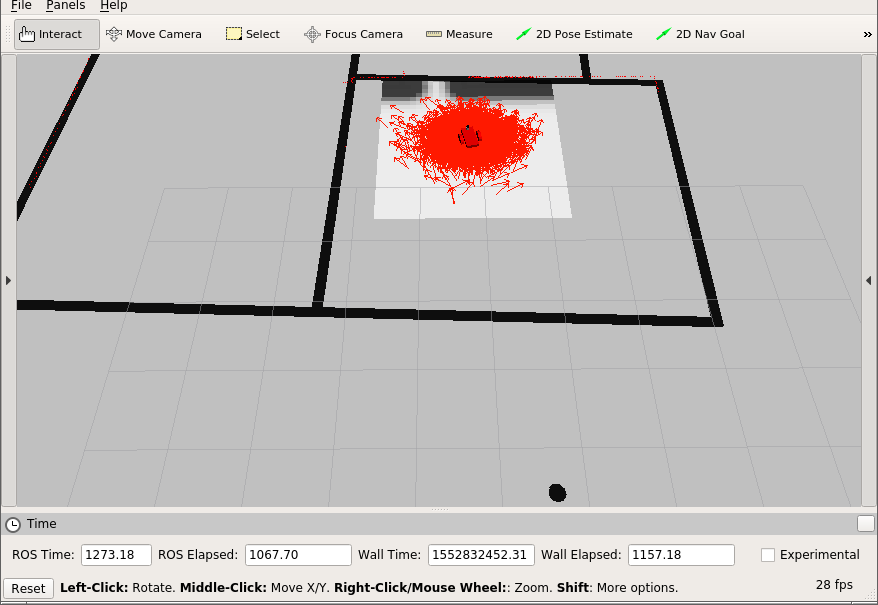 File Panels Help
Interact Move Camera Select Focus Camera Measure 2D Pose Estimate 2D Nav Goal »
Time
ROS Time: 1273.18 ROS Elapsed: 1067.70 Wall Time: 1552832452.31 Wall Elapsed: 1157.18 Experimental
Reset Left-Click: Rotate. Middle-Click: Move X/Y. Right-Click/Mouse Wheel:: Zoom. Shift: More options. 28 fps